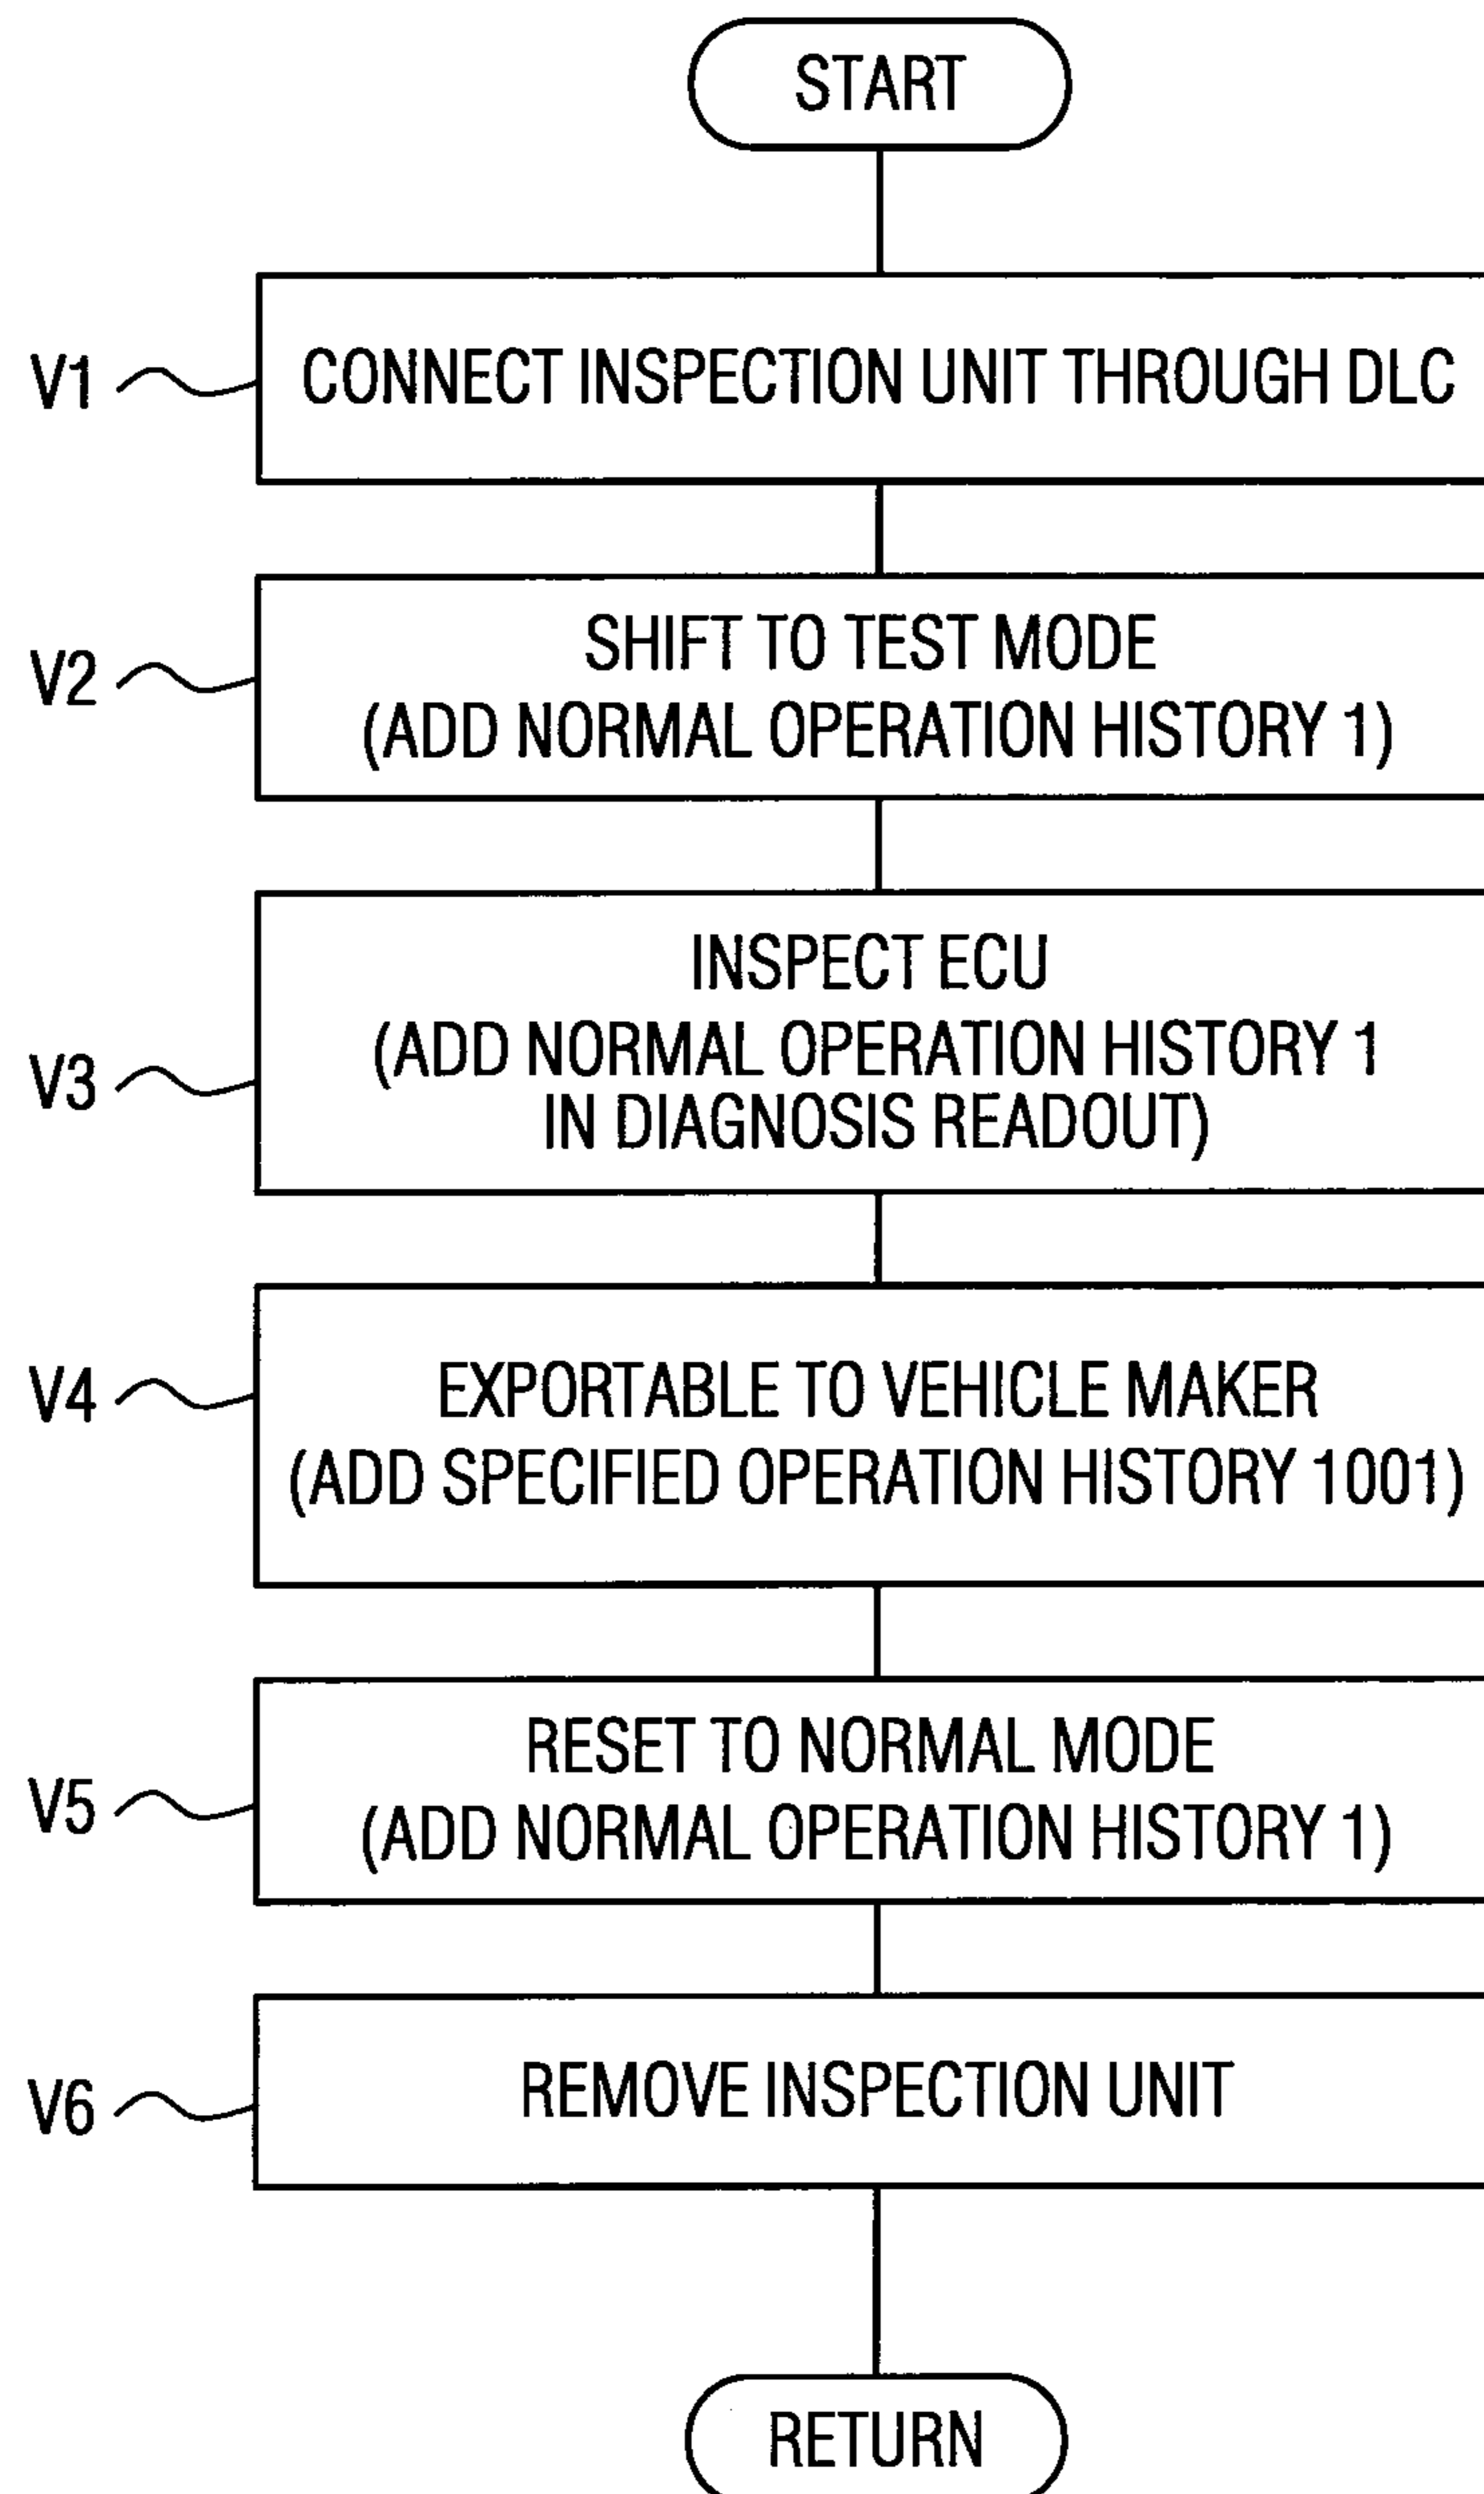 START
V1
CONNECT INSPECTION UNIT THROUGH DLC
V2
SHIFT TO TEST MODE
(ADD NORMAL OPERATION HISTORY 1)
V3
INSPECT ECU
(ADD NORMAL OPERATION HISTORY 1
IN DIAGNOSIS READOUT)
V4
EXPORTABLE TO VEHICLE MAKER
(ADD SPECIFIED OPERATION HISTORY 1001)
V5
RESET TO NORMAL MODE
(ADD NORMAL OPERATION HISTORY 1)
V6
REMOVE INSPECTION UNIT
RETURN